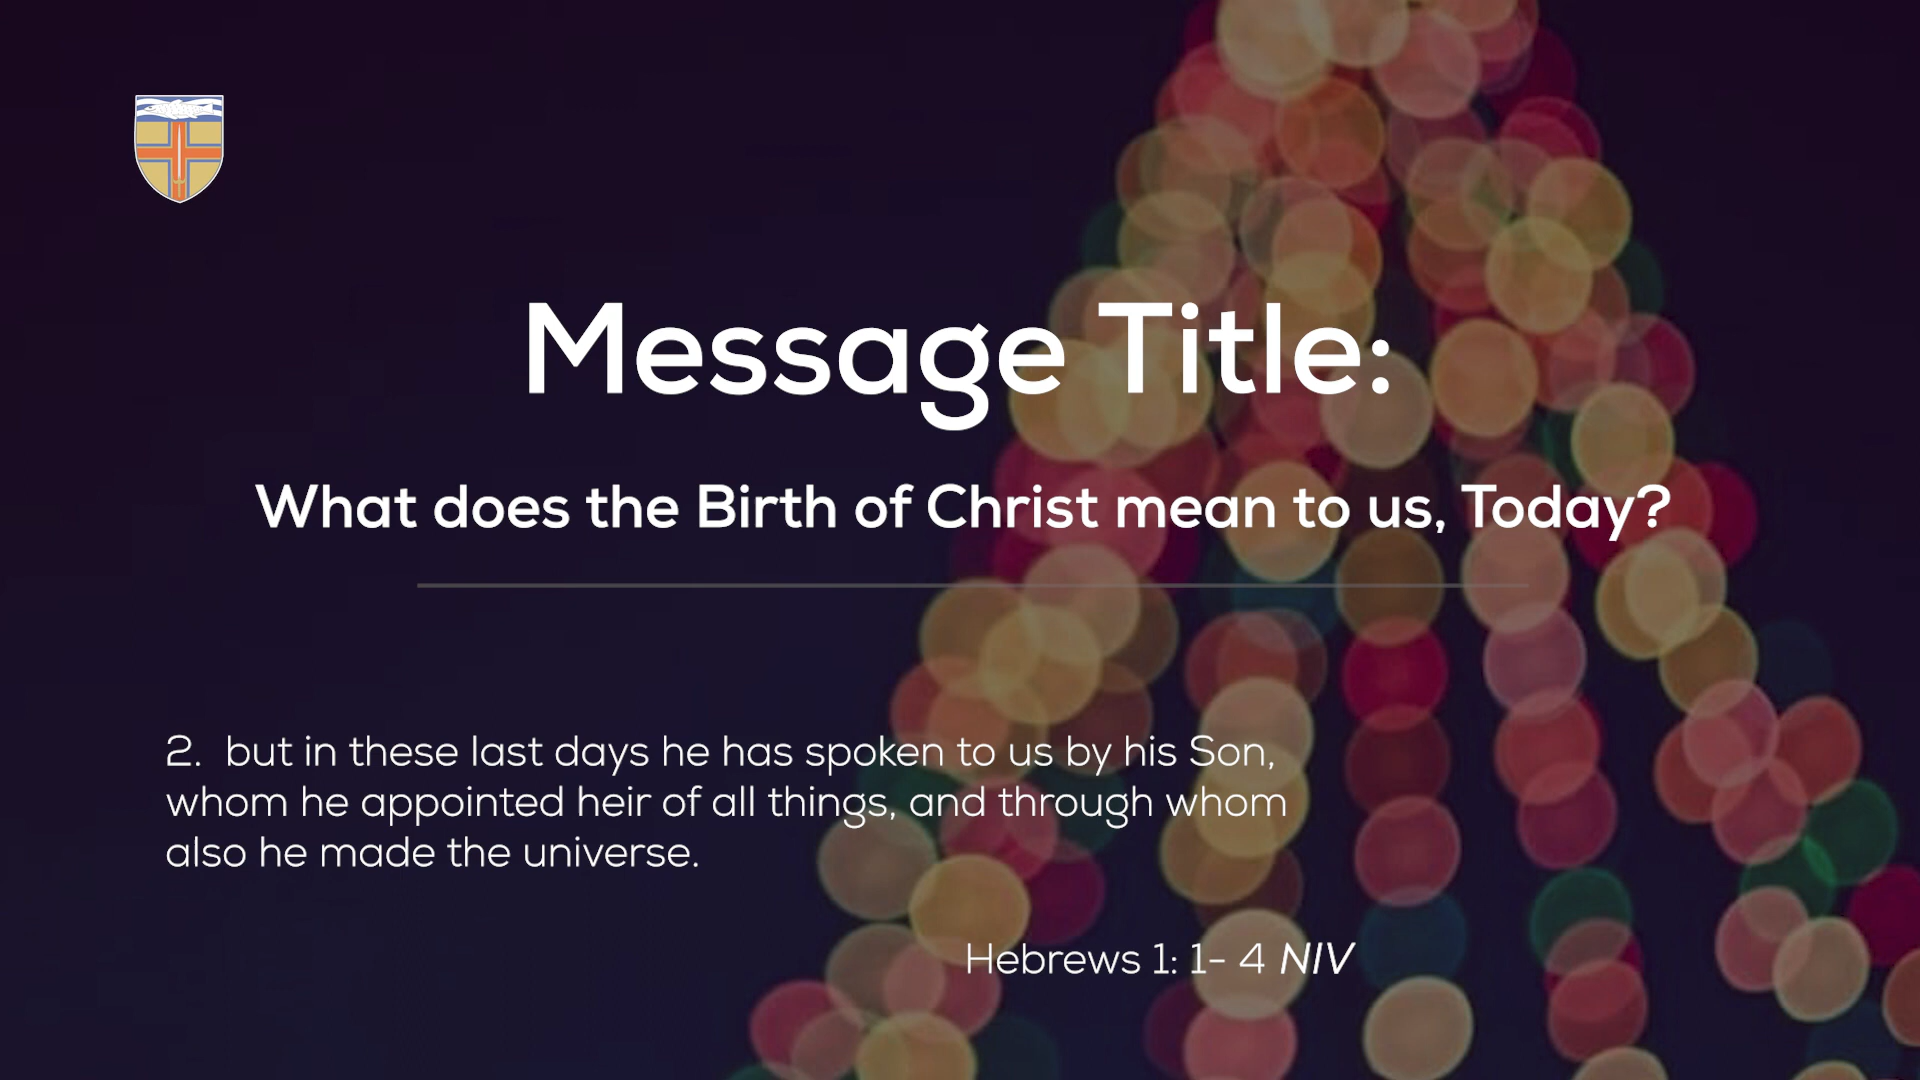 Message Title:
What does the Birth of Christ mean to us, Today?
2. but in these last days he has spoken to us by his Son,
whom he appointed heir of all things, and through whom
also he made the universe.
Hebrews 1: 1- 4 NIV